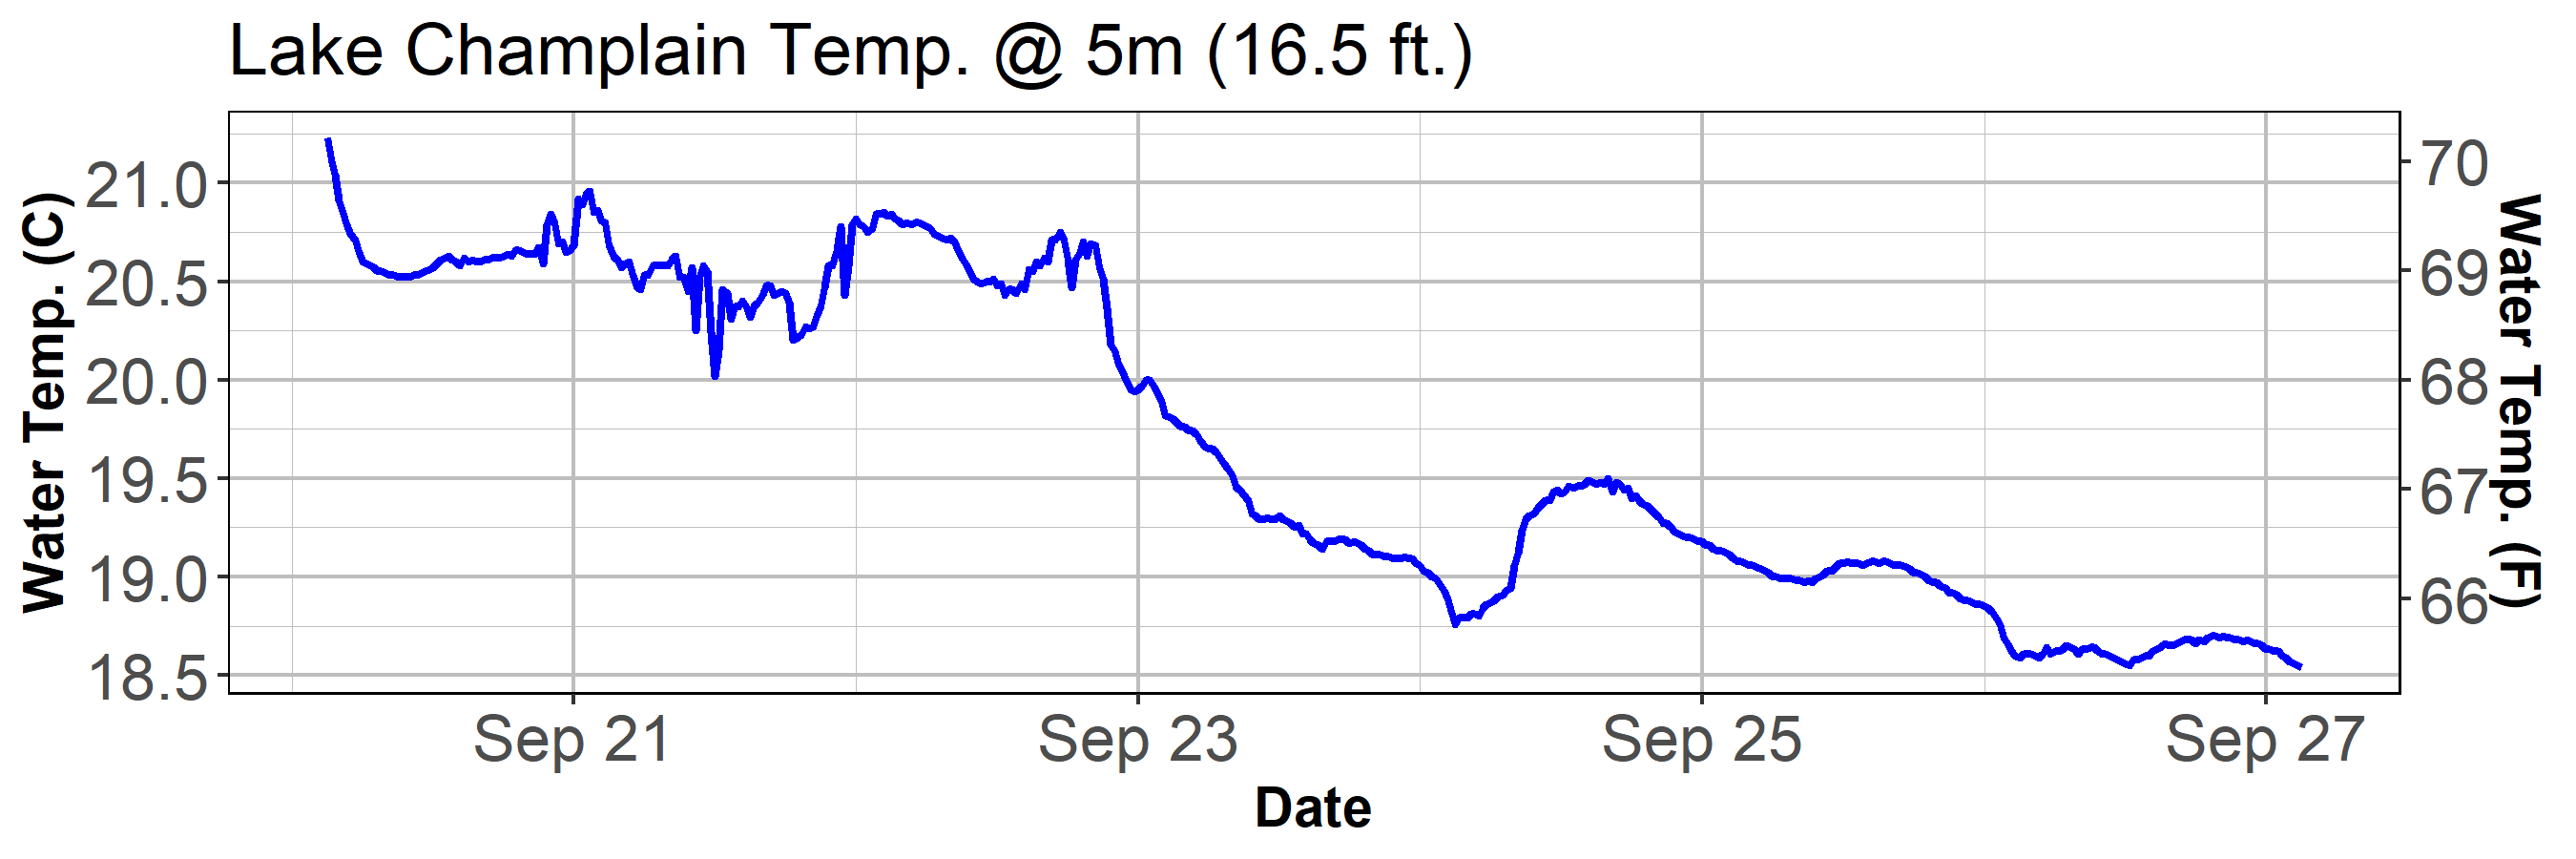 Lake Champlain Temp. @ 5m (16.5 ft.)
Water Temp. (C)
21.0
20.5
20.0
19.5
19.0
18.5
70
69
68
67
66
Water Temp. (F)
Sep 21
Sep 23
Sep 25
Sep 27
Date